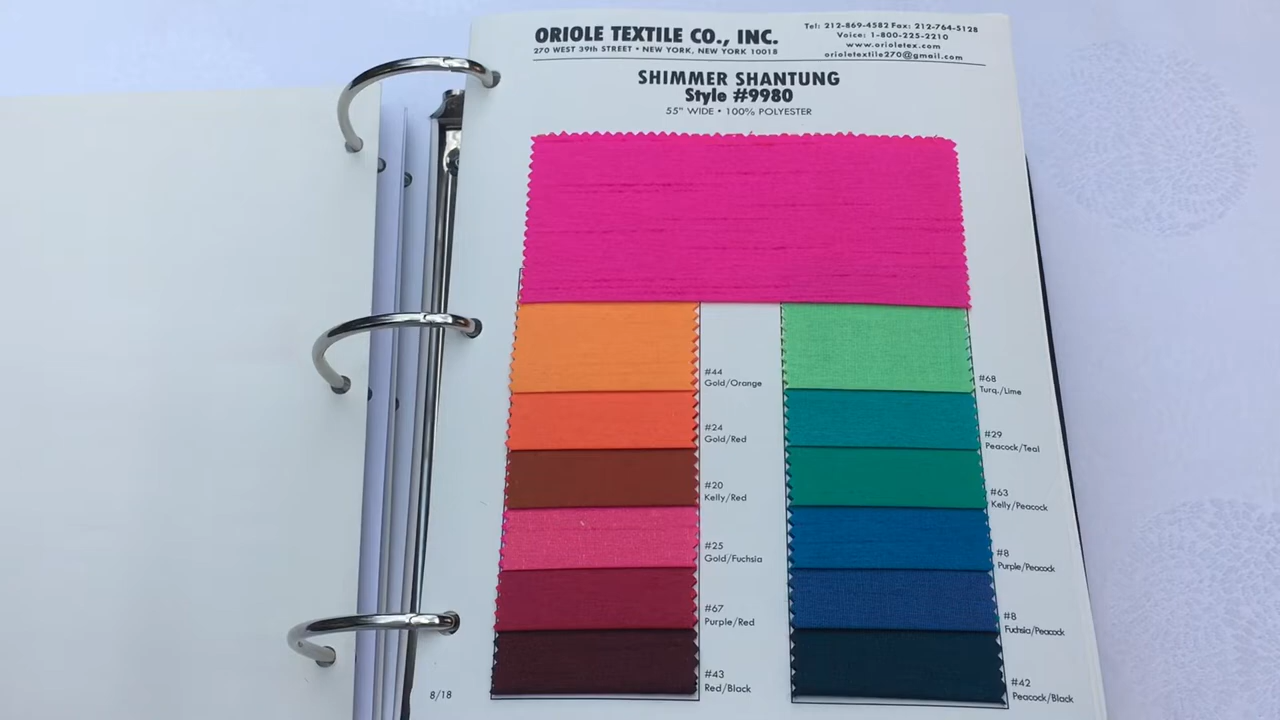 ORIOLE TEXTILE CO., INC.
270 WEST 39th STREET • NEW YORK, NEW YORK 10018
Tel: 212-869-4582 Fax: 212-764-5128
Voice: 1-800-225-2210
www.orioletex.com
orioletextile270@gmail.com
SHIMMER SHANTUNG
Style #9980
55" WIDE • 100% POLYESTER
#44
Gold/Orange
#24
Gold/Red
#20
Kelly/Red
#25
Gold/Fuchsia
#67
Purple/Red
#43
Red/Black
#68
Turq./Lime
#29
Peacock/Teal
#63
Kelly/Peacock
#8
Purple/Peacock
#8
Fuchsia/Peacock
#42
Peacock/Black
8/18